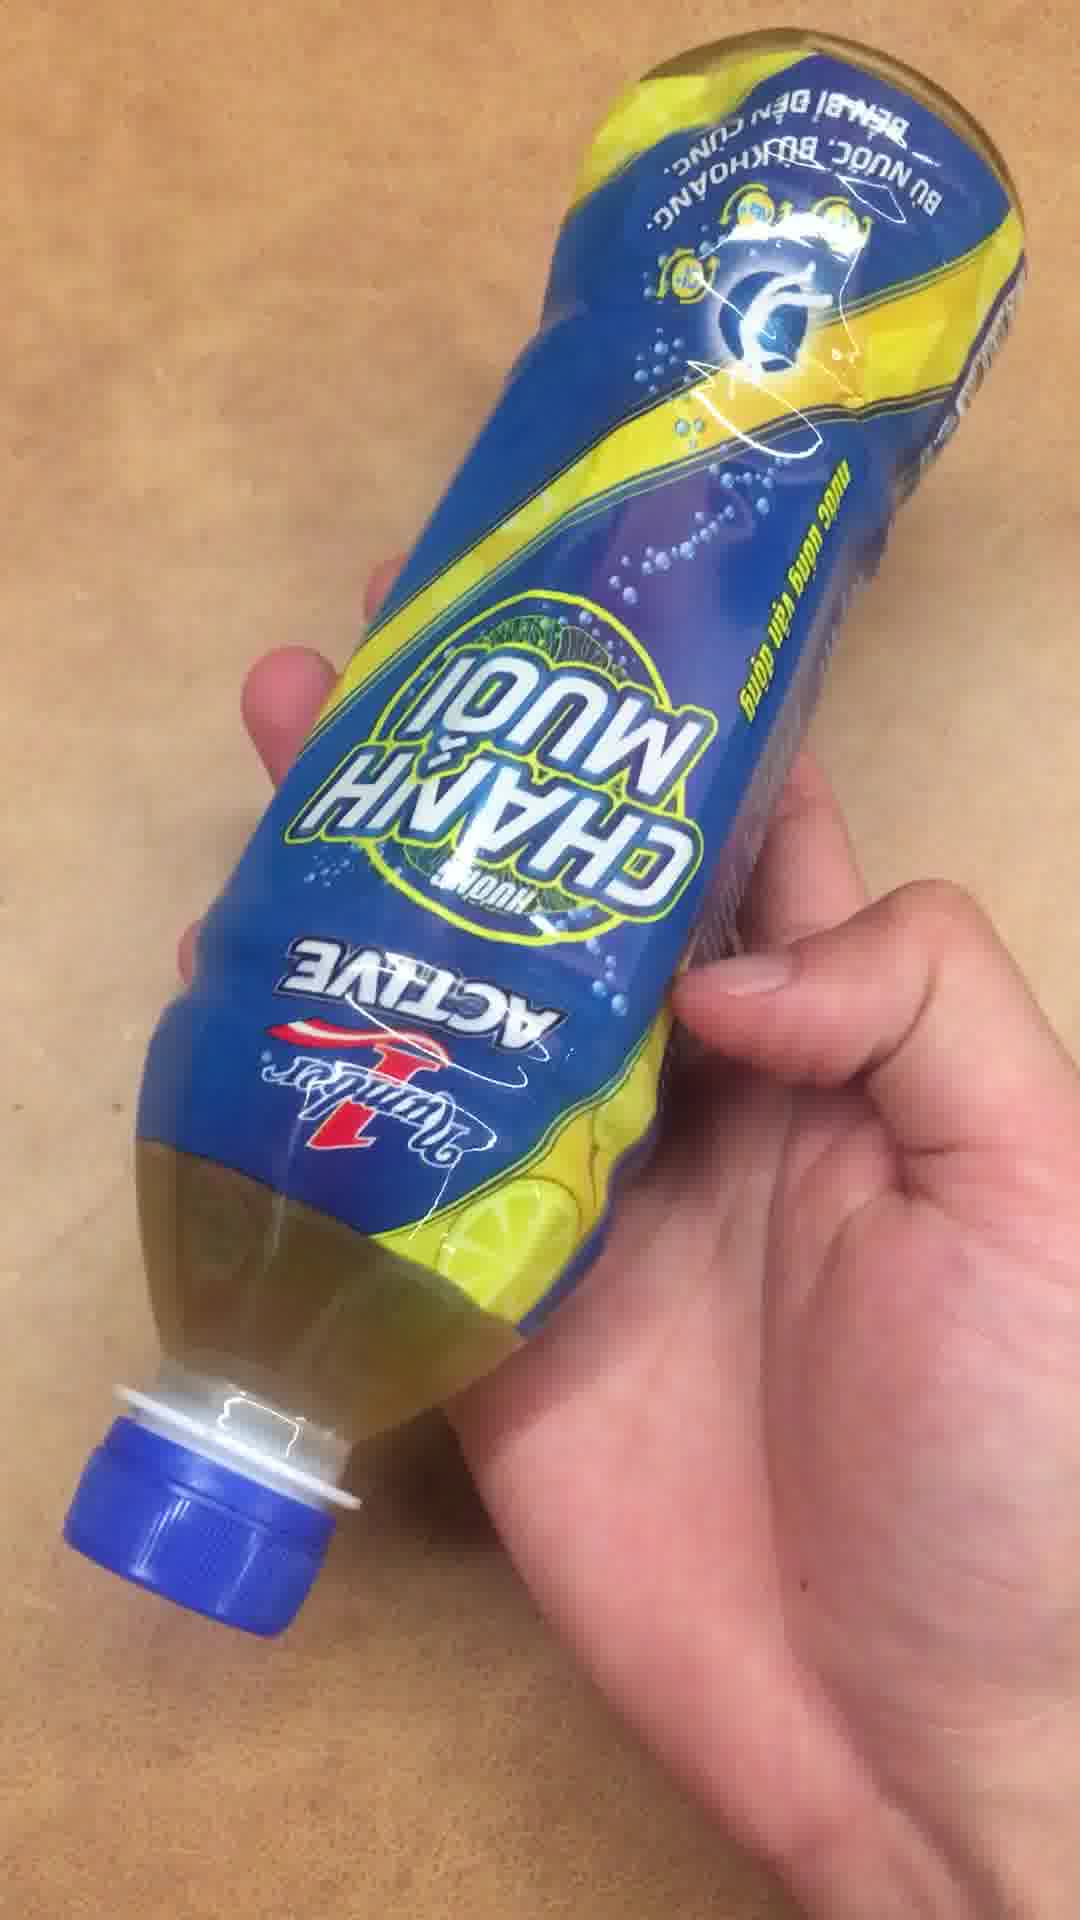 Number 1
ACTIVE
HƯƠNG
CHANH
MUỐI
nước uống vận động
BÙ NƯỚC. BÙ KHOÁNG.
BỀN BỈ ĐẾN CÙNG.